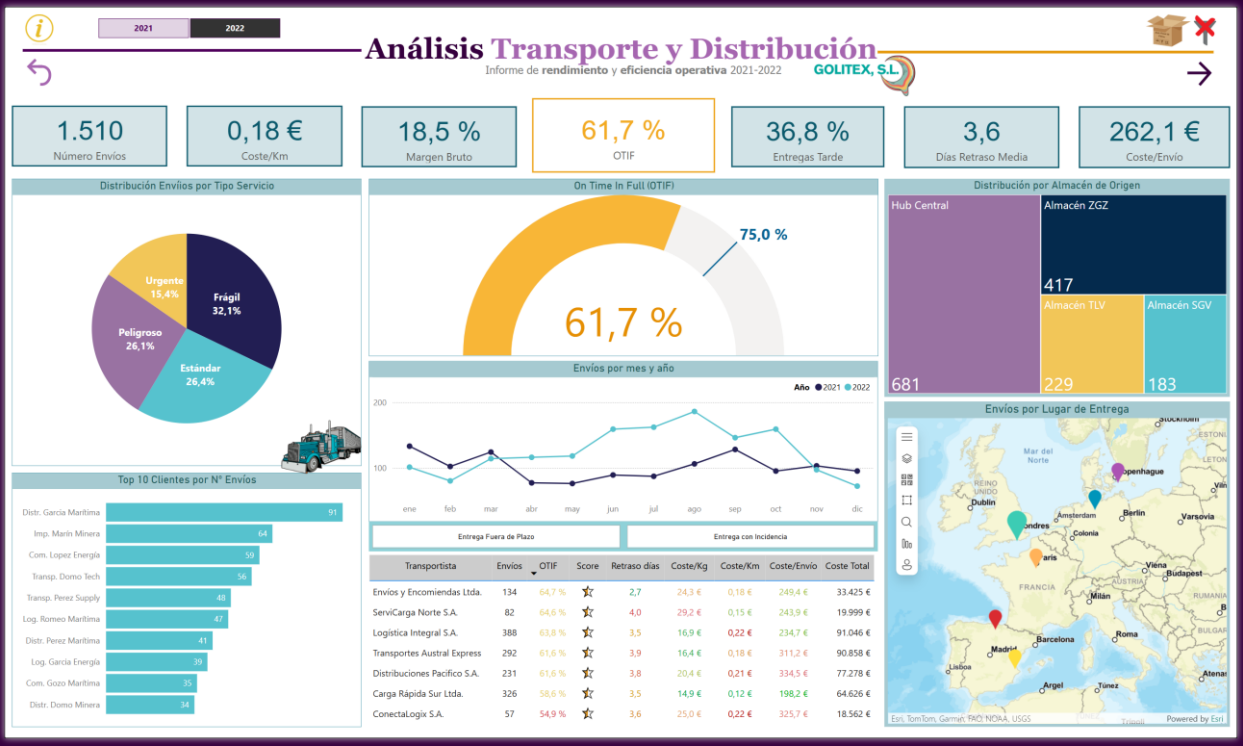 2021
2022
Análisis Transporte y Distribución
Informe de rendimiento y eficiencia operativa 2021-2022
GOLITEX, S.L.
1.510
Número Envíos
0,18 €
Coste/Km
18,5 %
Margen Bruto
61,7 %
OTIF
36,8 %
Entregas Tarde
3,6
Días Retraso Media
262,1 €
Coste/Envío
Distribución Envíos por Tipo Servicio
Urgente
15,4%
Frágil
32,1%
Peligroso
26,1%
Estándar
26,4%
On Time In Full (OTIF)
75,0 %
61,7 %
Distribución por Almacén de Origen
Hub Central
681
Almacén ZGZ
417
Almacén TLV
229
Almacén SGV
183
Envíos por mes y año
Año 2021 2022
200
100
ene feb mar abr may jun jul ago sep oct nov dic
Entrega Fuera de Plazo
Entrega con Incidencia
Top 10 Clientes por Nº Envíos
Distr. Garcia Marítima 91
Imp. Marín Minera 64
Com. Lopez Energía 59
Transp. Domo Tech 56
Transp. Perez Supply 48
Log. Romeo Marítima 47
Distr. Perez Marítima 41
Log. Garcia Energía 39
Com. Gozo Marítima 35
Distr. Domo Minera 34
Transportista Envíos OTIF Score Retraso días Coste/Kg Coste/Km Coste/Envío Coste Total
Envíos y Encomiendas Ltda. 134 64,7 % 2,7 24,3 € 0,18 € 249,4 € 33.425 €
ServiCarga Norte S.A. 82 64,6 % 4,0 29,2 € 0,15 € 243,9 € 19.999 €
Logística Integral S.A. 388 63,8 % 3,5 16,9 € 0,22 € 234,7 € 91.046 €
Transportes Austral Express 292 61,6 % 3,9 16,4 € 0,18 € 311,2 € 90.858 €
Distribuciones Pacífico S.A. 231 61,6 % 3,8 20,4 € 0,21 € 334,5 € 77.278 €
Carga Rápida Sur Ltda. 326 58,6 % 3,5 14,9 € 0,12 € 198,2 € 64.626 €
ConectaLogix S.A. 57 54,9 % 3,6 25,0 € 0,22 € 325,7 € 18.562 €
Envíos por Lugar de Entrega
Mar del
Norte
REINO
UNIDO
Dublin
Amsterdam
Berlin
Varsovia
Colonia
FRANCIA
Viena
Budapest
AUSTRIA
Milán
Barcelona
Roma
Madrid
Lisboa
Argel
Túnez
Esri, TomTom, Garmin, FAO, NOAA, USGS
Powered by Esri